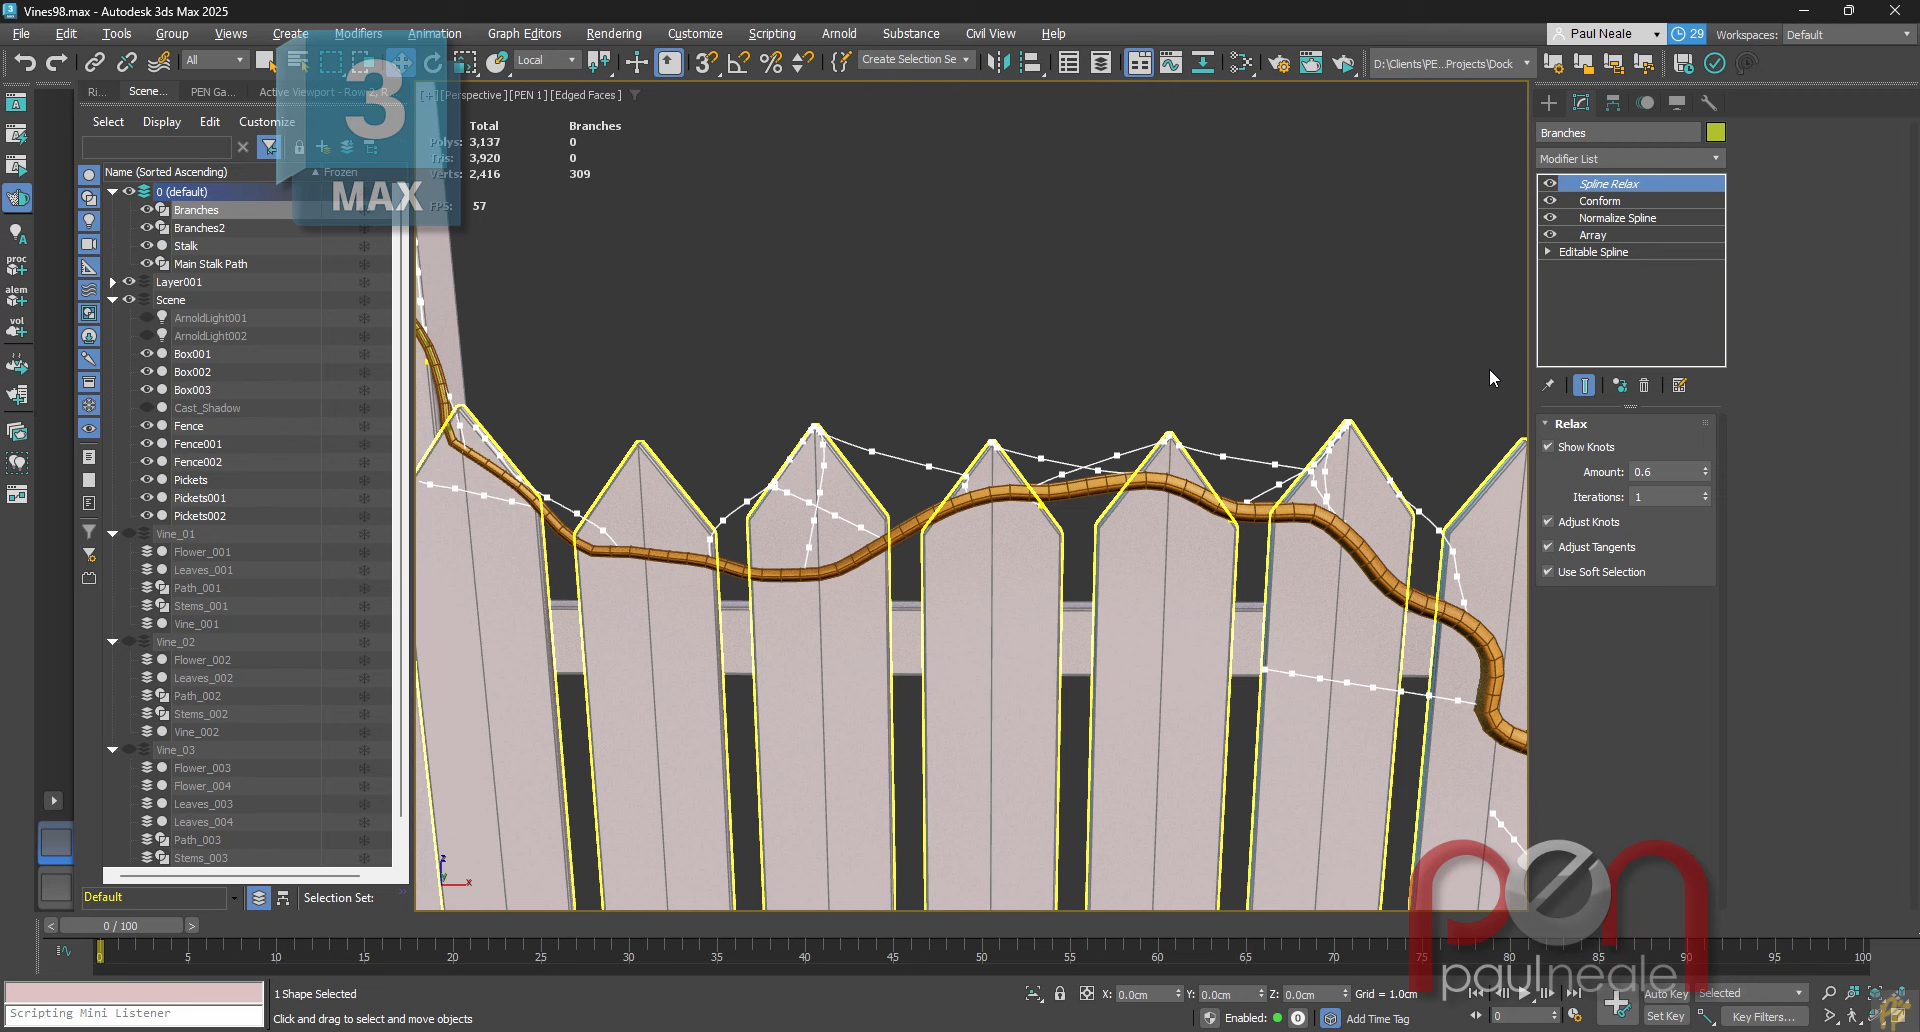 Vines98.max - Autodesk 3ds Max 2025
File Edit Tools Group Views Create Modifiers Animation Graph Editors Rendering Customize Scripting Arnold Substance Civil View Help
Paul Neale 29 Workspaces: Default
All Local Create Selection Se D:\Clients\PE...Projects\Dock
Ri... Scene... PEN Ga... Active Viewport - Row 2, R
[+][Perspective][PEN 1][Edged Faces]
Select Display Edit Customize
Name (Sorted Ascending) Frozen
0 (default)
Branches
Branches2
Stalk
Main Stalk Path
Layer001
Scene
ArnoldLight001
ArnoldLight002
Box001
Box002
Box003
Cast_Shadow
Fence
Fence001
Fence002
Pickets
Pickets001
Pickets002
Vine_01
Flower_001
Leaves_001
Path_001
Stems_001
Vine_001
Vine_02
Flower_002
Leaves_002
Path_002
Stems_002
Vine_002
Vine_03
Flower_003
Flower_004
Leaves_003
Leaves_004
Path_003
Stems_003
proc
alem
vol
3
MAX
Total Branches
Polys: 3,137 0
Tris: 3,920 0
Verts: 2,416 309
FPS: 57
z
y
x
Branches
Modifier List
Spline Relax
Conform
Normalize Spline
Array
Editable Spline
Relax
Show Knots
Amount: 0.6
Iterations: 1
Adjust Knots
Adjust Tangents
Use Soft Selection
Default Selection Set:
0 / 100
0 5 10 15 20 25 30 35 40 45 50 55 60 65 70 75 80 85 90 95 100
1 Shape Selected
Scripting Mini Listener
Click and drag to select and move objects
X: 0.0cm Y: 0.0cm Z: 0.0cm Grid = 1.0cm
Enabled: 0 Add Time Tag
Auto Key Selected
0 Set Key Key Filters...
pen
paulneale